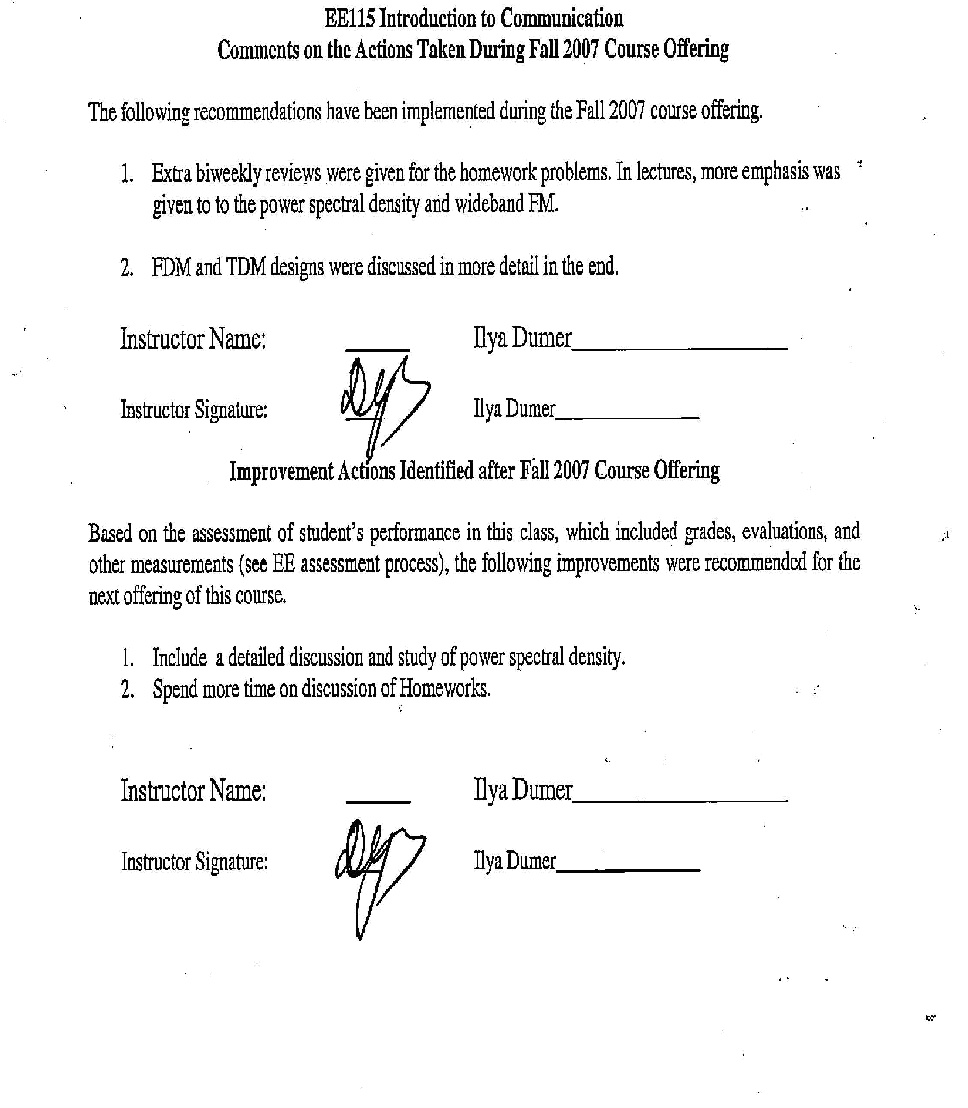 EE115 Introduction to Communication
Comments on the Actions Taken During Fall 2007 Course Offering
The following recommendations have been implemented during the Fall 2007 course offering.
1. Extra biweekly reviews were given for the homework problems. In lectures, more emphasis was
given to to the power spectral density and wideband FM.
2. FDM and TDM designs were discussed in more detail in the end.
Instructor Name: ______ Ilya Dumer____________________
Instructor Signature: Ilya Dumer________________
Improvement Actions Identified after Fall 2007 Course Offering
Based on the assessment of student's performance in this class, which included grades, evaluations, and
other measurements (see EE assessment process), the following improvements were recommended for the
next offering of this course.
1. Include a detailed discussion and study of power spectral density.
2. Spend more time on discussion of Homeworks.
Instructor Name: ______ Ilya Dumer____________________
Instructor Signature: Ilya Dumer________________